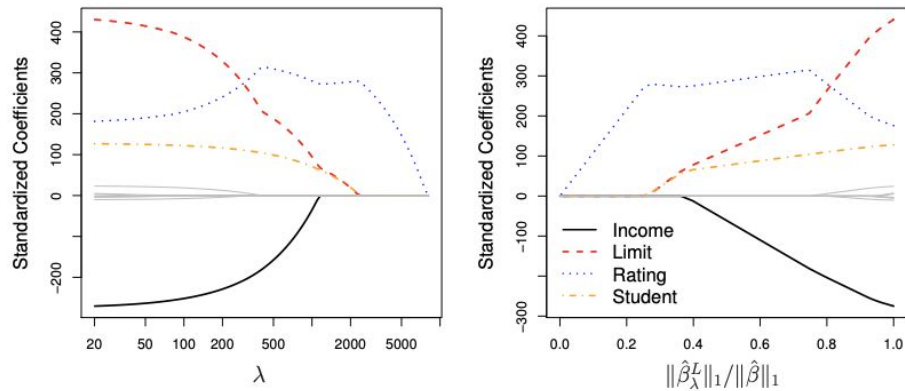 Standardized Coefficients
400
300
200
100
0
-200
20 50 100 200 500 2000 5000
λ
Standardized Coefficients
400
300
200
100
0
-100
-300
Income
Limit
Rating
Student
0.0 0.2 0.4 0.6 0.8 1.0
‖β̂ᴸλ‖₁/‖β̂‖₁